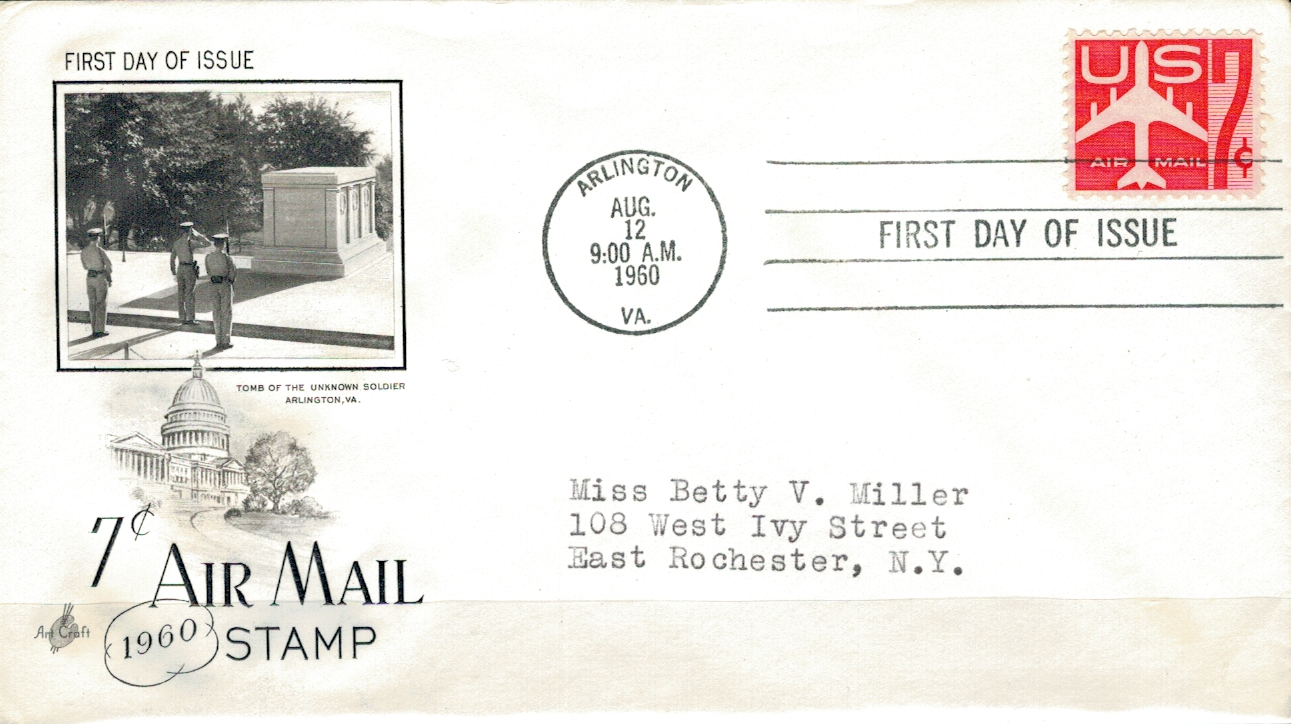 FIRST DAY OF ISSUE
TOMB OF THE UNKNOWN SOLDIER
ARLINGTON, VA.
7¢
AIR MAIL
1960
STAMP
Art Craft
ARLINGTON
AUG.
12
9:00 A.M.
1960
VA.
US
7¢
AIR MAIL
FIRST DAY OF ISSUE
Miss Betty V. Miller
108 West Ivy Street
East Rochester, N.Y.